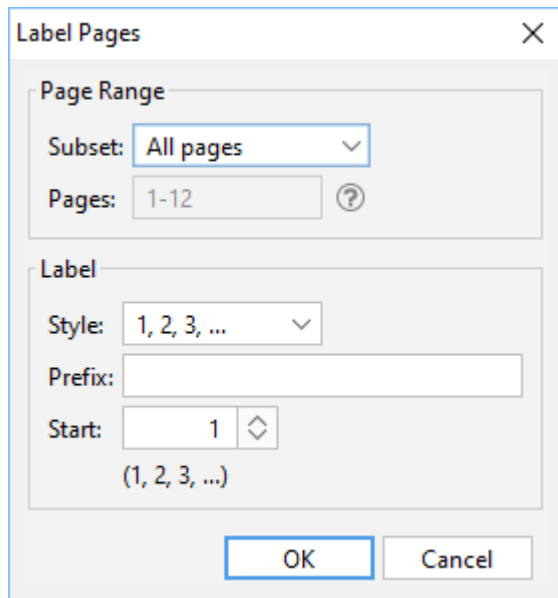 Label Pages
Page Range
Subset: All pages
Pages: 1-12 ?
Label
Style: 1, 2, 3, ...
Prefix:
Start: 1
(1, 2, 3, ...)
OK Cancel